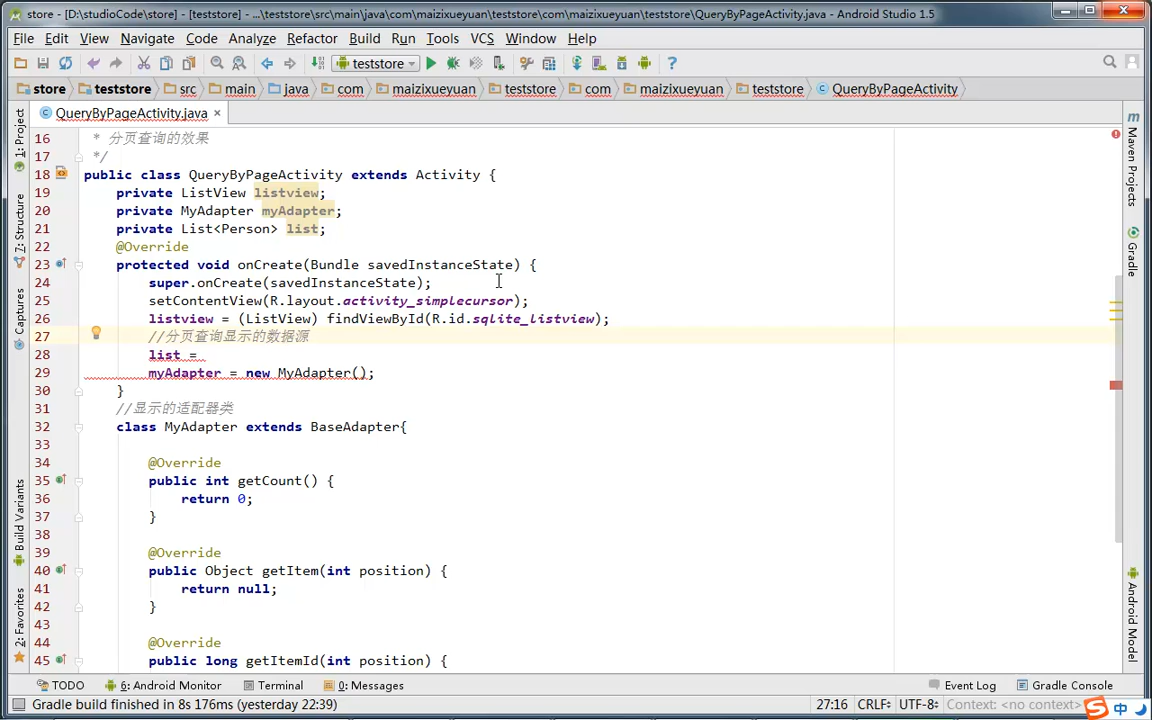 store - [D:\studioCode\store] - [teststore] - ...\teststore\src\main\java\com\maizixueyuan\teststore\com\maizixueyuan\teststore\QueryByPageActivity.java - Android Studio 1.5
File Edit View Navigate Code Analyze Refactor Build Run Tools VCS Window Help
teststore
store teststore src main java com maizixueyuan teststore com maizixueyuan teststore QueryByPageActivity
QueryByPageActivity.java
16 * 分页查询的效果
17 */
18 public class QueryByPageActivity extends Activity {
19 private ListView listview;
20 private MyAdapter myAdapter;
21 private List<Person> list;
22 @Override
23 protected void onCreate(Bundle savedInstanceState) {
24 super.onCreate(savedInstanceState);
25 setContentView(R.layout.activity_simplecursor);
26 listview = (ListView) findViewById(R.id.sqlite_listview);
27 //分页查询显示的数据源
28 list =
29 myAdapter = new MyAdapter();
30 }
31 //显示的适配器类
32 class MyAdapter extends BaseAdapter{
33
34 @Override
35 public int getCount() {
36 return 0;
37 }
38
39 @Override
40 public Object getItem(int position) {
41 return null;
42 }
43
44 @Override
45 public long getItemId(int position) {
1: Project
7: Structure
Captures
Build Variants
2: Favorites
Maven Projects
Gradle
Android Model
TODO 6: Android Monitor Terminal 0: Messages Event Log Gradle Console
Gradle build finished in 8s 176ms (yesterday 22:39) 27:16 CRLF UTF-8 Context: <no context> 中